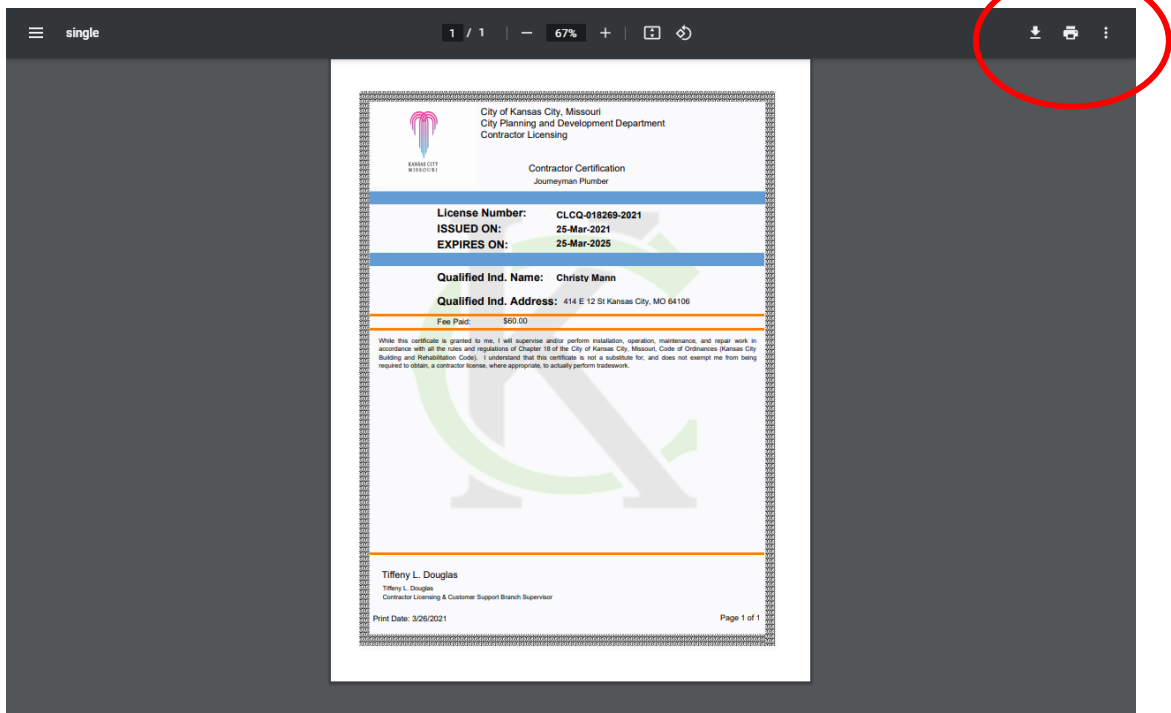 single
1 / 1
67%
City of Kansas City, Missouri
City Planning and Development Department
Contractor Licensing
KANSAS CITY
MISSOURI
Contractor Certification
Journeyman Plumber
License Number: CLCQ-018269-2021
ISSUED ON: 25-Mar-2021
EXPIRES ON: 25-Mar-2025
Qualified Ind. Name: Christy Mann
Qualified Ind. Address: 414 E 12 St Kansas City, MO 64106
Fee Paid: $60.00
While this certificate is granted to me, I will supervise and/or perform installation, operation, maintenance, and repair work in
accordance with all the rules and regulations of Chapter 18 of the City of Kansas City, Missouri, Code of Ordinances (Kansas City
Building and Rehabilitation Code). I understand that this certificate is not a substitute for, and does not exempt me from being
required to obtain, a contractor license, where appropriate, to actually perform tradeswork.
Tiffeny L. Douglas
Tiffeny L. Douglas
Contractor Licensing & Customer Support Branch Supervisor
Print Date: 3/26/2021 Page 1 of 1